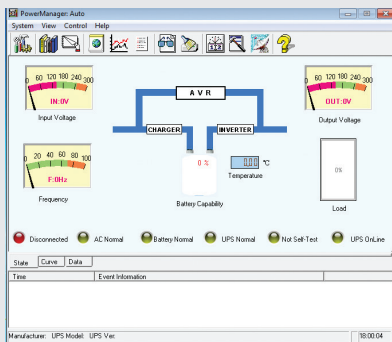 PowerManager: Auto
System View Control Help
0 60 120 180 240 300
IN:0V
Input Voltage
A V R
0 60 120 180 240 300
OUT:0V
Output Voltage
CHARGER
INVERTER
0 20 40 60 80 100
F:0Hz
Frequency
0 %
Battery Capability
°C
Temperature
0%
Load
Disconnected AC Normal Battery Normal UPS Normal Not Self-Test UPS OnLine
State Curve Data
Time Event Information
Manufacturer: UPS Model: UPS Ver: 18:00:04